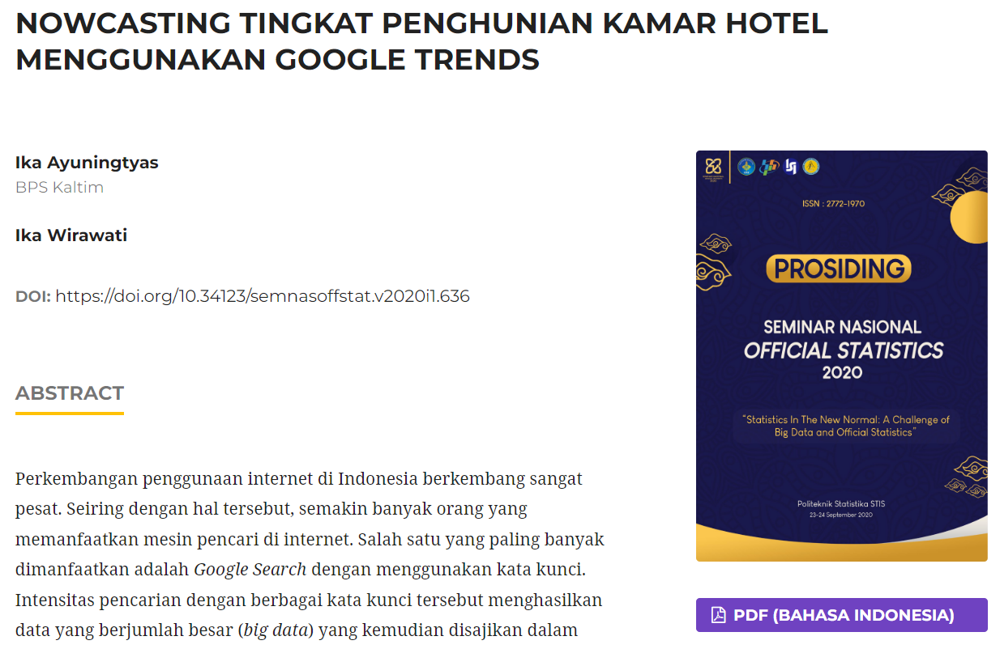 NOWCASTING TINGKAT PENGHUNIAN KAMAR HOTEL
MENGGUNAKAN GOOGLE TRENDS
Ika Ayuningtyas
BPS Kaltim
Ika Wirawati
DOI: https://doi.org/10.34123/semnasoffstat.v2020i1.636
ABSTRACT
Perkembangan penggunaan internet di Indonesia berkembang sangat
pesat. Seiring dengan hal tersebut, semakin banyak orang yang
memanfaatkan mesin pencari di internet. Salah satu yang paling banyak
dimanfaatkan adalah Google Search dengan menggunakan kata kunci.
Intensitas pencarian dengan berbagai kata kunci tersebut menghasilkan
data yang berjumlah besar (big data) yang kemudian disajikan dalam
ISSN : 2772-1970
PROSIDING
SEMINAR NASIONAL
OFFICIAL STATISTICS
2020
“Statistics In The New Normal: A Challenge of
Big Data and Official Statistics”
Politeknik Statistika STIS
23-24 September 2020
PDF (BAHASA INDONESIA)